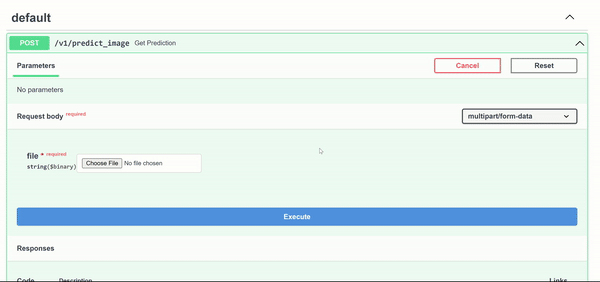 default
POST /v1/predict_image Get Prediction
Parameters Cancel Reset
No parameters
Request body required multipart/form-data
file * required
string($binary) Choose File No file chosen
Execute
Responses
Code Description Links